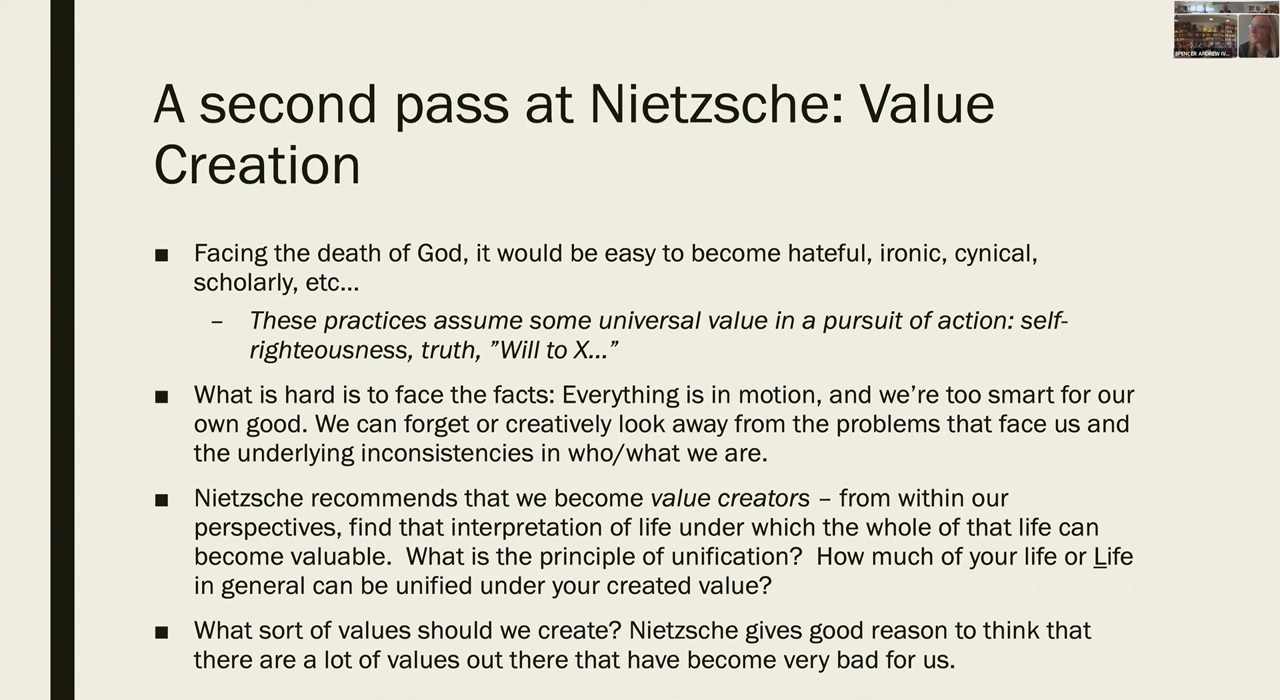 SPENCER ANDREW IV...
A second pass at Nietzsche: Value
Creation
■ Facing the death of God, it would be easy to become hateful, ironic, cynical,
scholarly, etc...
– These practices assume some universal value in a pursuit of action: self-
righteousness, truth, ”Will to X...”
■ What is hard is to face the facts: Everything is in motion, and we’re too smart for our
own good. We can forget or creatively look away from the problems that face us and
the underlying inconsistencies in who/what we are.
■ Nietzsche recommends that we become value creators – from within our
perspectives, find that interpretation of life under which the whole of that life can
become valuable.  What is the principle of unification?  How much of your life or Life
in general can be unified under your created value?
■ What sort of values should we create? Nietzsche gives good reason to think that
there are a lot of values out there that have become very bad for us.